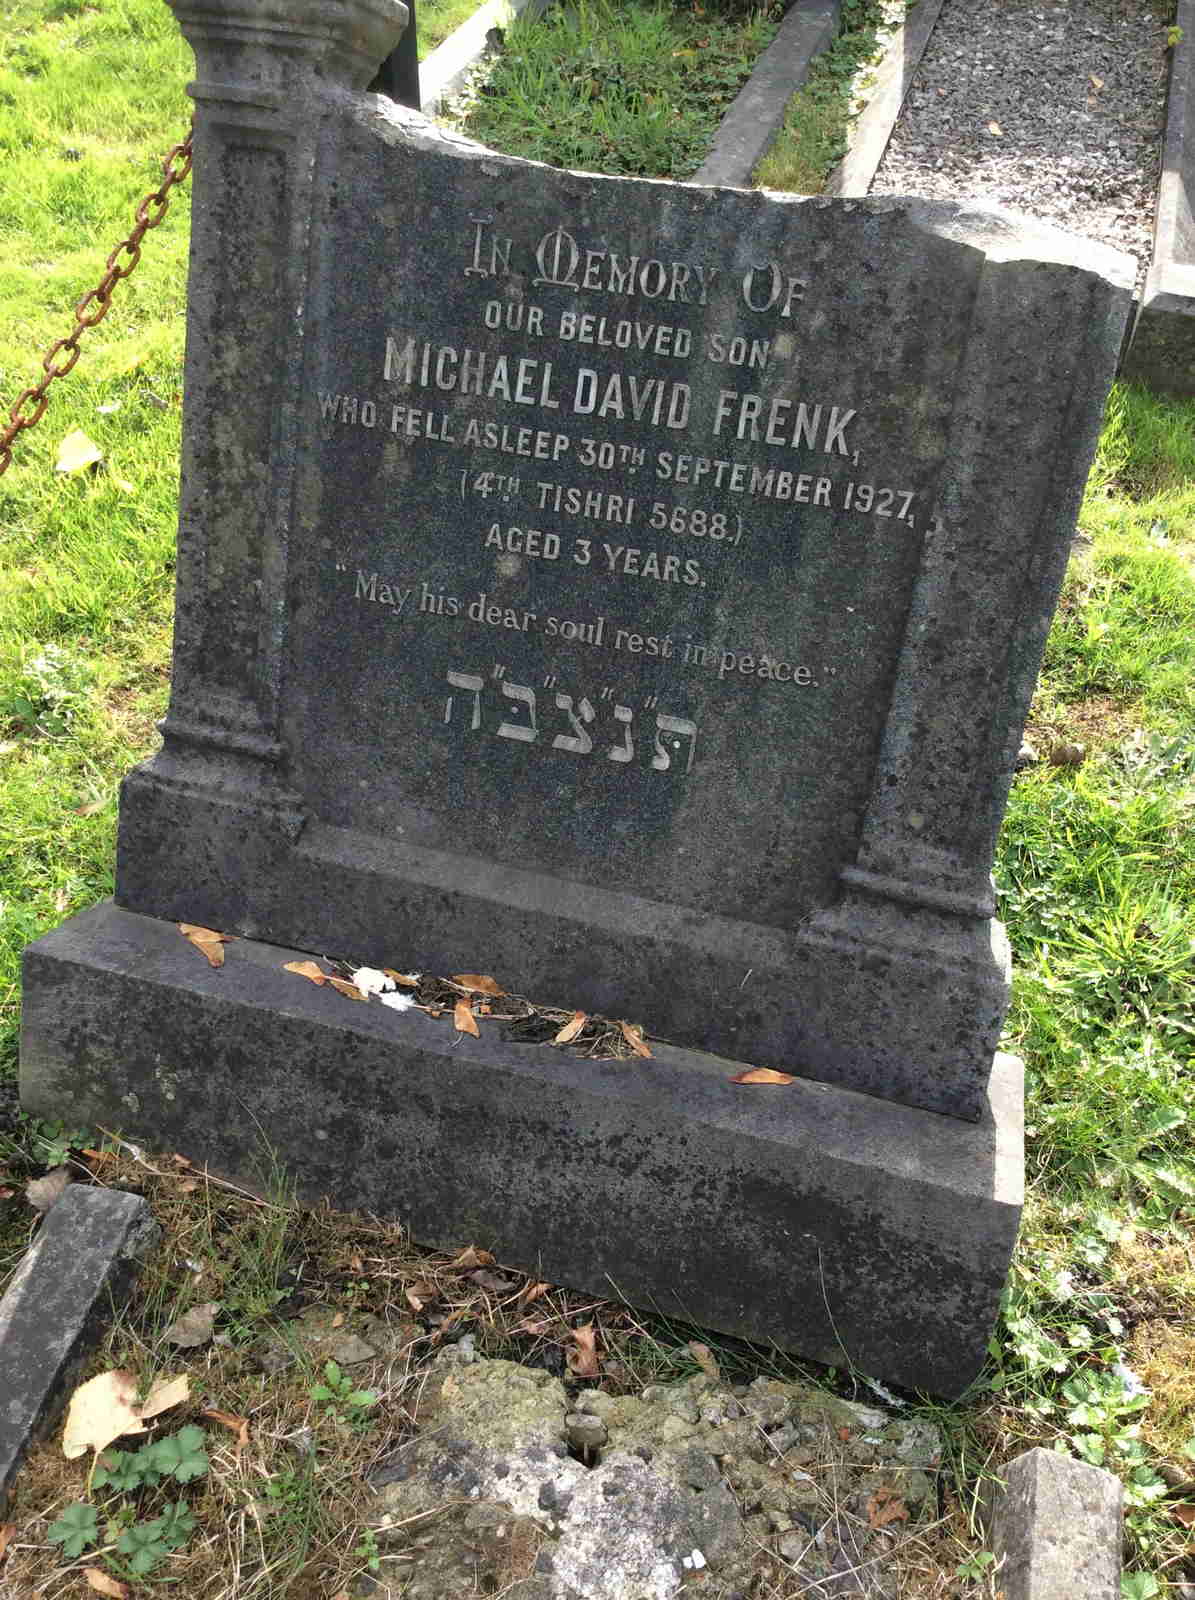 In Memory Of
OUR BELOVED SON
MICHAEL DAVID FRENK,
WHO FELL ASLEEP 30TH SEPTEMBER 1927,
(4TH TISHRI 5688.)
AGED 3 YEARS.
"May his dear soul rest in peace."
ת״נ״צ״ב״ה